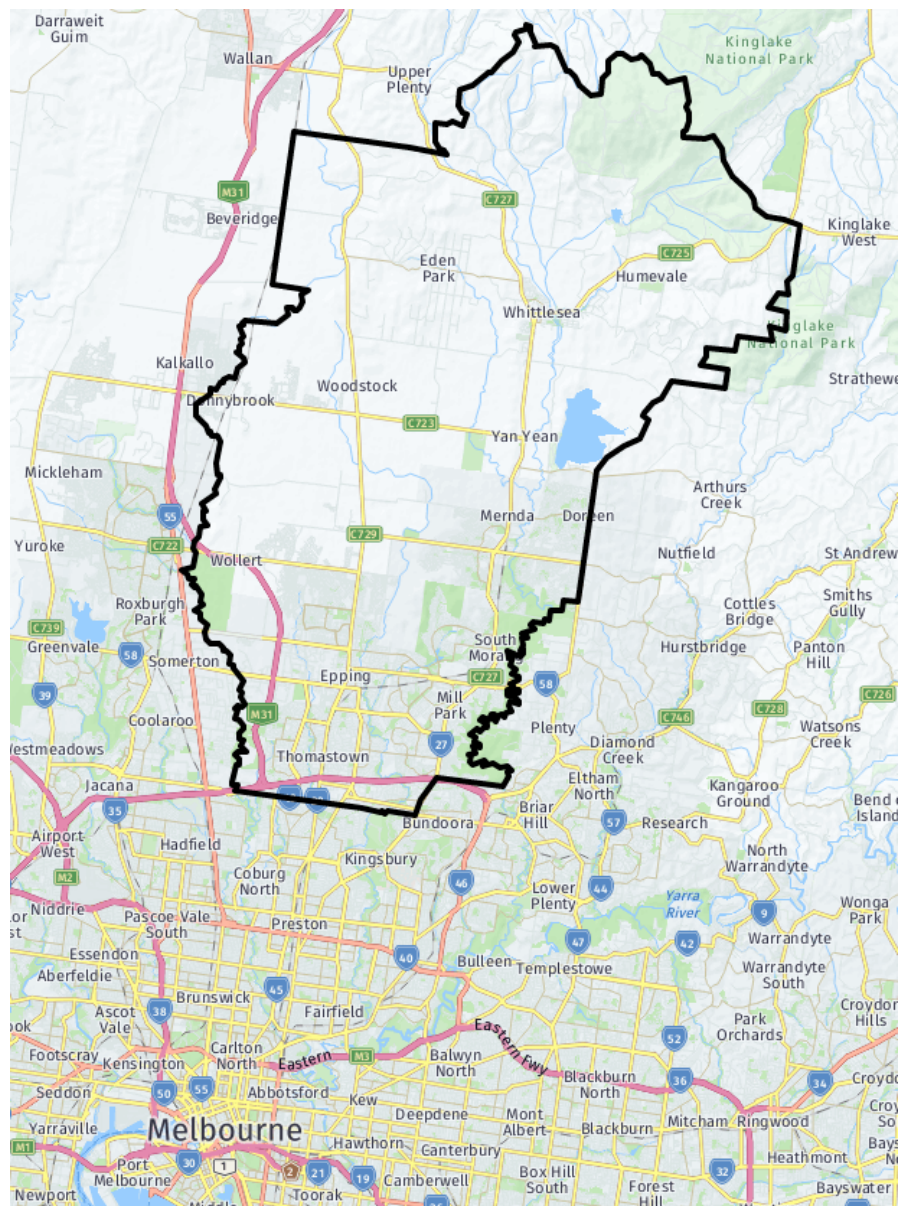 Darraweit
Guim
Wallan
Upper
Plenty
Kinglake
National Park
M31
C727
Beveridge
Kinglake
West
C725
Eden
Park
Humevale
Whittlesea
Kinglake
National Park
Kalkallo
Woodstock
Donnybrook
C723
Yan Yean
Mickleham
Arthurs
Creek
55
Mernda
Doreen
C729
C722
Yuroke
Wollert
Nutfield
Roxburgh
Park
Cottles
Bridge
Smiths
Gully
C739
Greenvale
58
Somerton
South
Morang
Hurstbridge
Panton
Hill
Epping
C727
58
39
Mill
Park
C726
C728
C746
M31
Coolaroo
Plenty
Watsons
Creek
27
Diamond
Creek
Thomastown
Eltham
North
Jacana
Kangaroo
Ground
35
Briar
Hill
57
Research
Bundoora
Airport
West
Hadfield
Kingsbury
North
Warrandyte
M2
Coburg
North
46
44
Lower
Plenty
Yarra
River
Niddrie
Pascoe Vale
South
Preston
9
Wonga
Park
47
42
Warrandyte
Essendon
40
Bulleen
Templestowe
Aberfeldie
45
Warrandyte
South
Brunswick
Ascot
Vale
38
Fairfield
Croydon
Hills
Park
Orchards
Eastern Fwy
52
Footscray
Carlton
North
Eastern
M3
Balwyn
North
Kensington
Blackburn
North
36
34
Seddon
50
55
Abbotsford
Kew
Deepdene
Mont
Albert
Blackburn
Mitcham
Ringwood
Yarraville
Melbourne
Hawthorn
Canterbury
M1
Heathmont
Port
Melbourne
30
1
2
21
19
Camberwell
Box Hill
South
32
Newport
Toorak
Forest
Hill
Bayswater